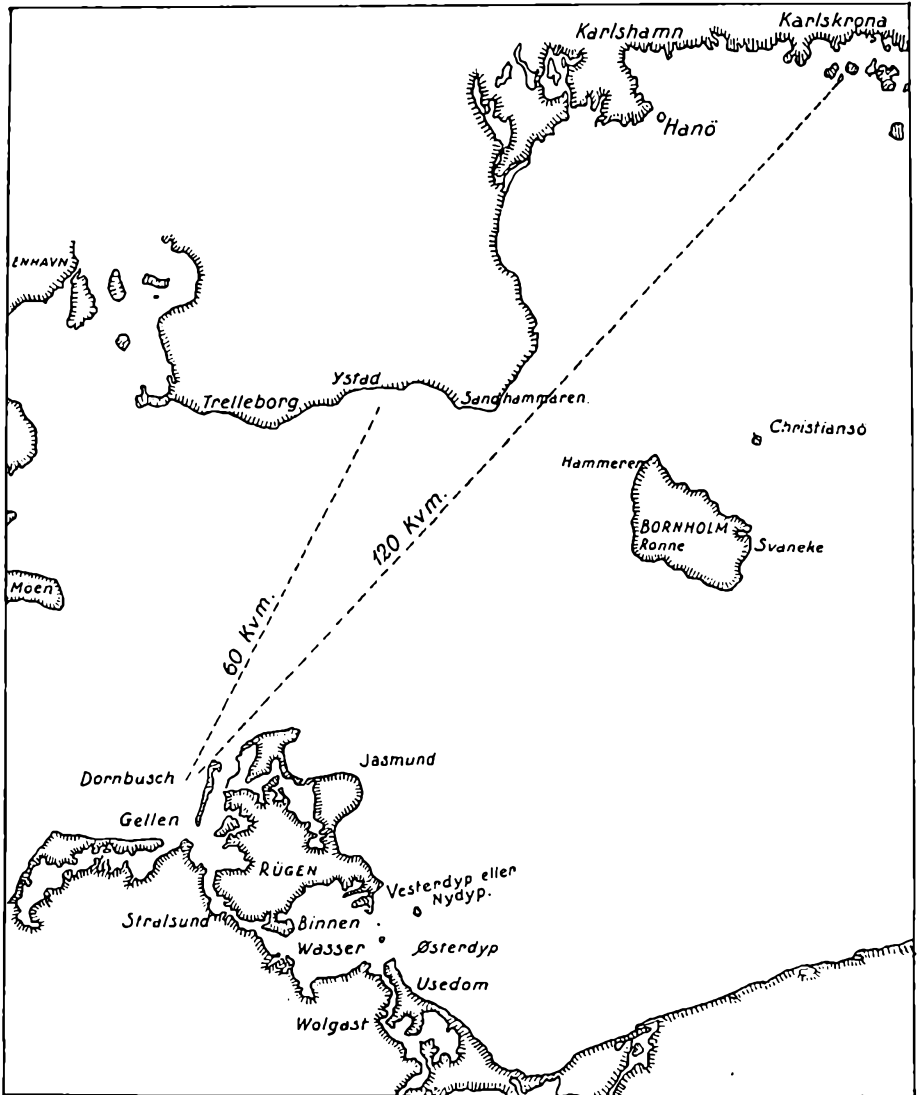 Karlskrona
Karlshamn
Hanö
ENHAVN
Ystad
Trelleborg
Sandhammaren.
Christiansö
Hammeren
BORNHOLM
Rønne
Svaneke
120 Kvm.
60 Kvm.
Moen
Jasmund
Dornbusch
Gellen
RÜGEN
Vesterdyp eller
Nydyp.
Stralsund
Binnen
Wasser
Østerdyp
Usedom
Wolgast